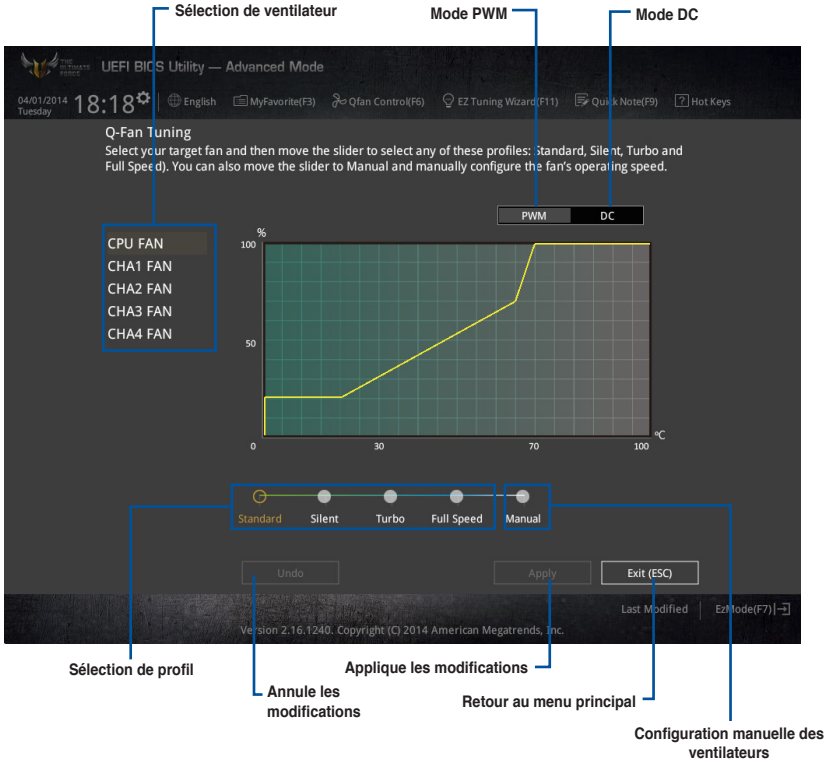 Sélection de ventilateur
Mode PWM
Mode DC
THE ULTIMATE FORCE
UEFI BIOS Utility — Advanced Mode
04/01/2014
Tuesday
18:18
English
MyFavorite(F3)
Qfan Control(F6)
EZ Tuning Wizard(F11)
Quick Note(F9)
? Hot Keys
Q-Fan Tuning
Select your target fan and then move the slider to select any of these profiles: Standard, Silent, Turbo and
Full Speed). You can also move the slider to Manual and manually configure the fan's operating speed.
PWM
DC
CPU FAN
CHA1 FAN
CHA2 FAN
CHA3 FAN
CHA4 FAN
%
100
50
0
30
70
100
ºC
Standard
Silent
Turbo
Full Speed
Manual
Undo
Apply
Exit (ESC)
Last Modified
EzMode(F7)
Version 2.16.1240. Copyright (C) 2014 American Megatrends, Inc.
Sélection de profil
Annule les
modifications
Applique les modifications
Retour au menu principal
Configuration manuelle des
ventilateurs